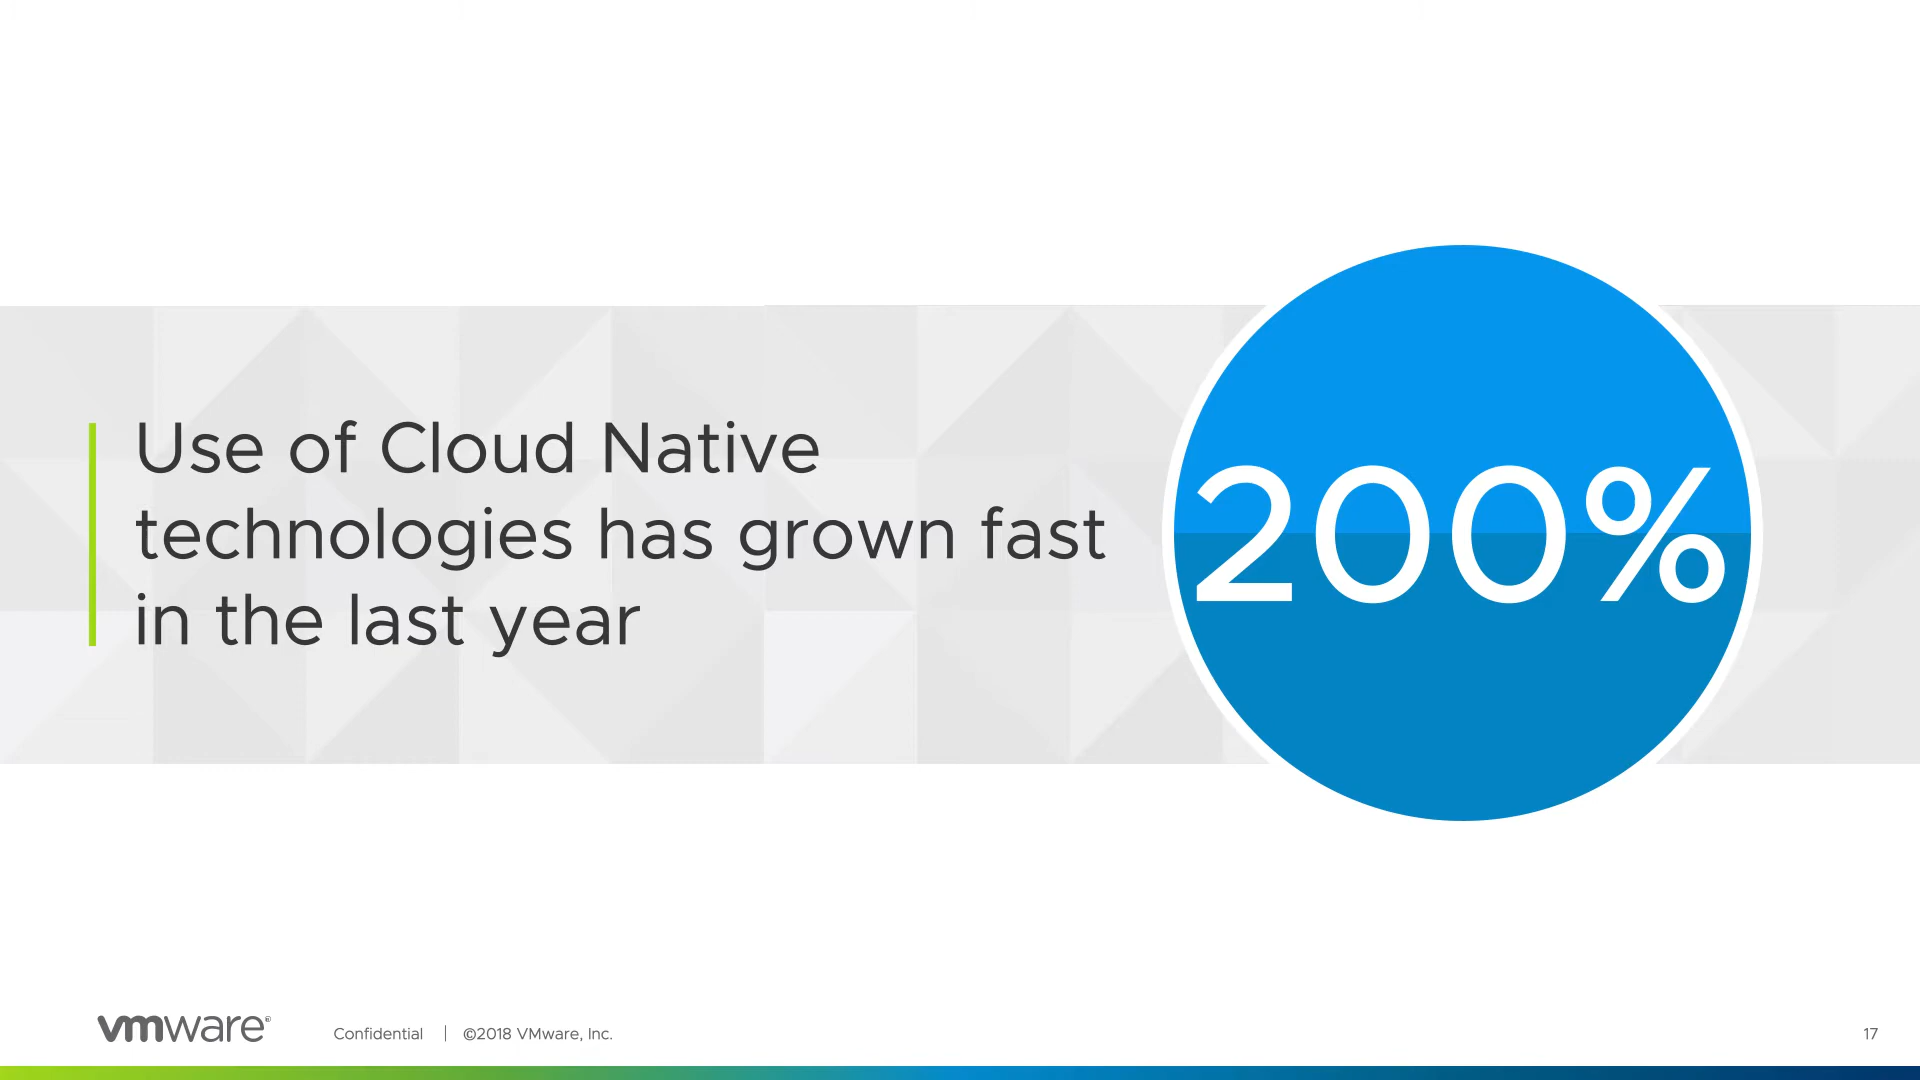 Use of Cloud Native
technologies has grown fast
in the last year
200%
vmware®
Confidential | ©2018 VMware, Inc.
17